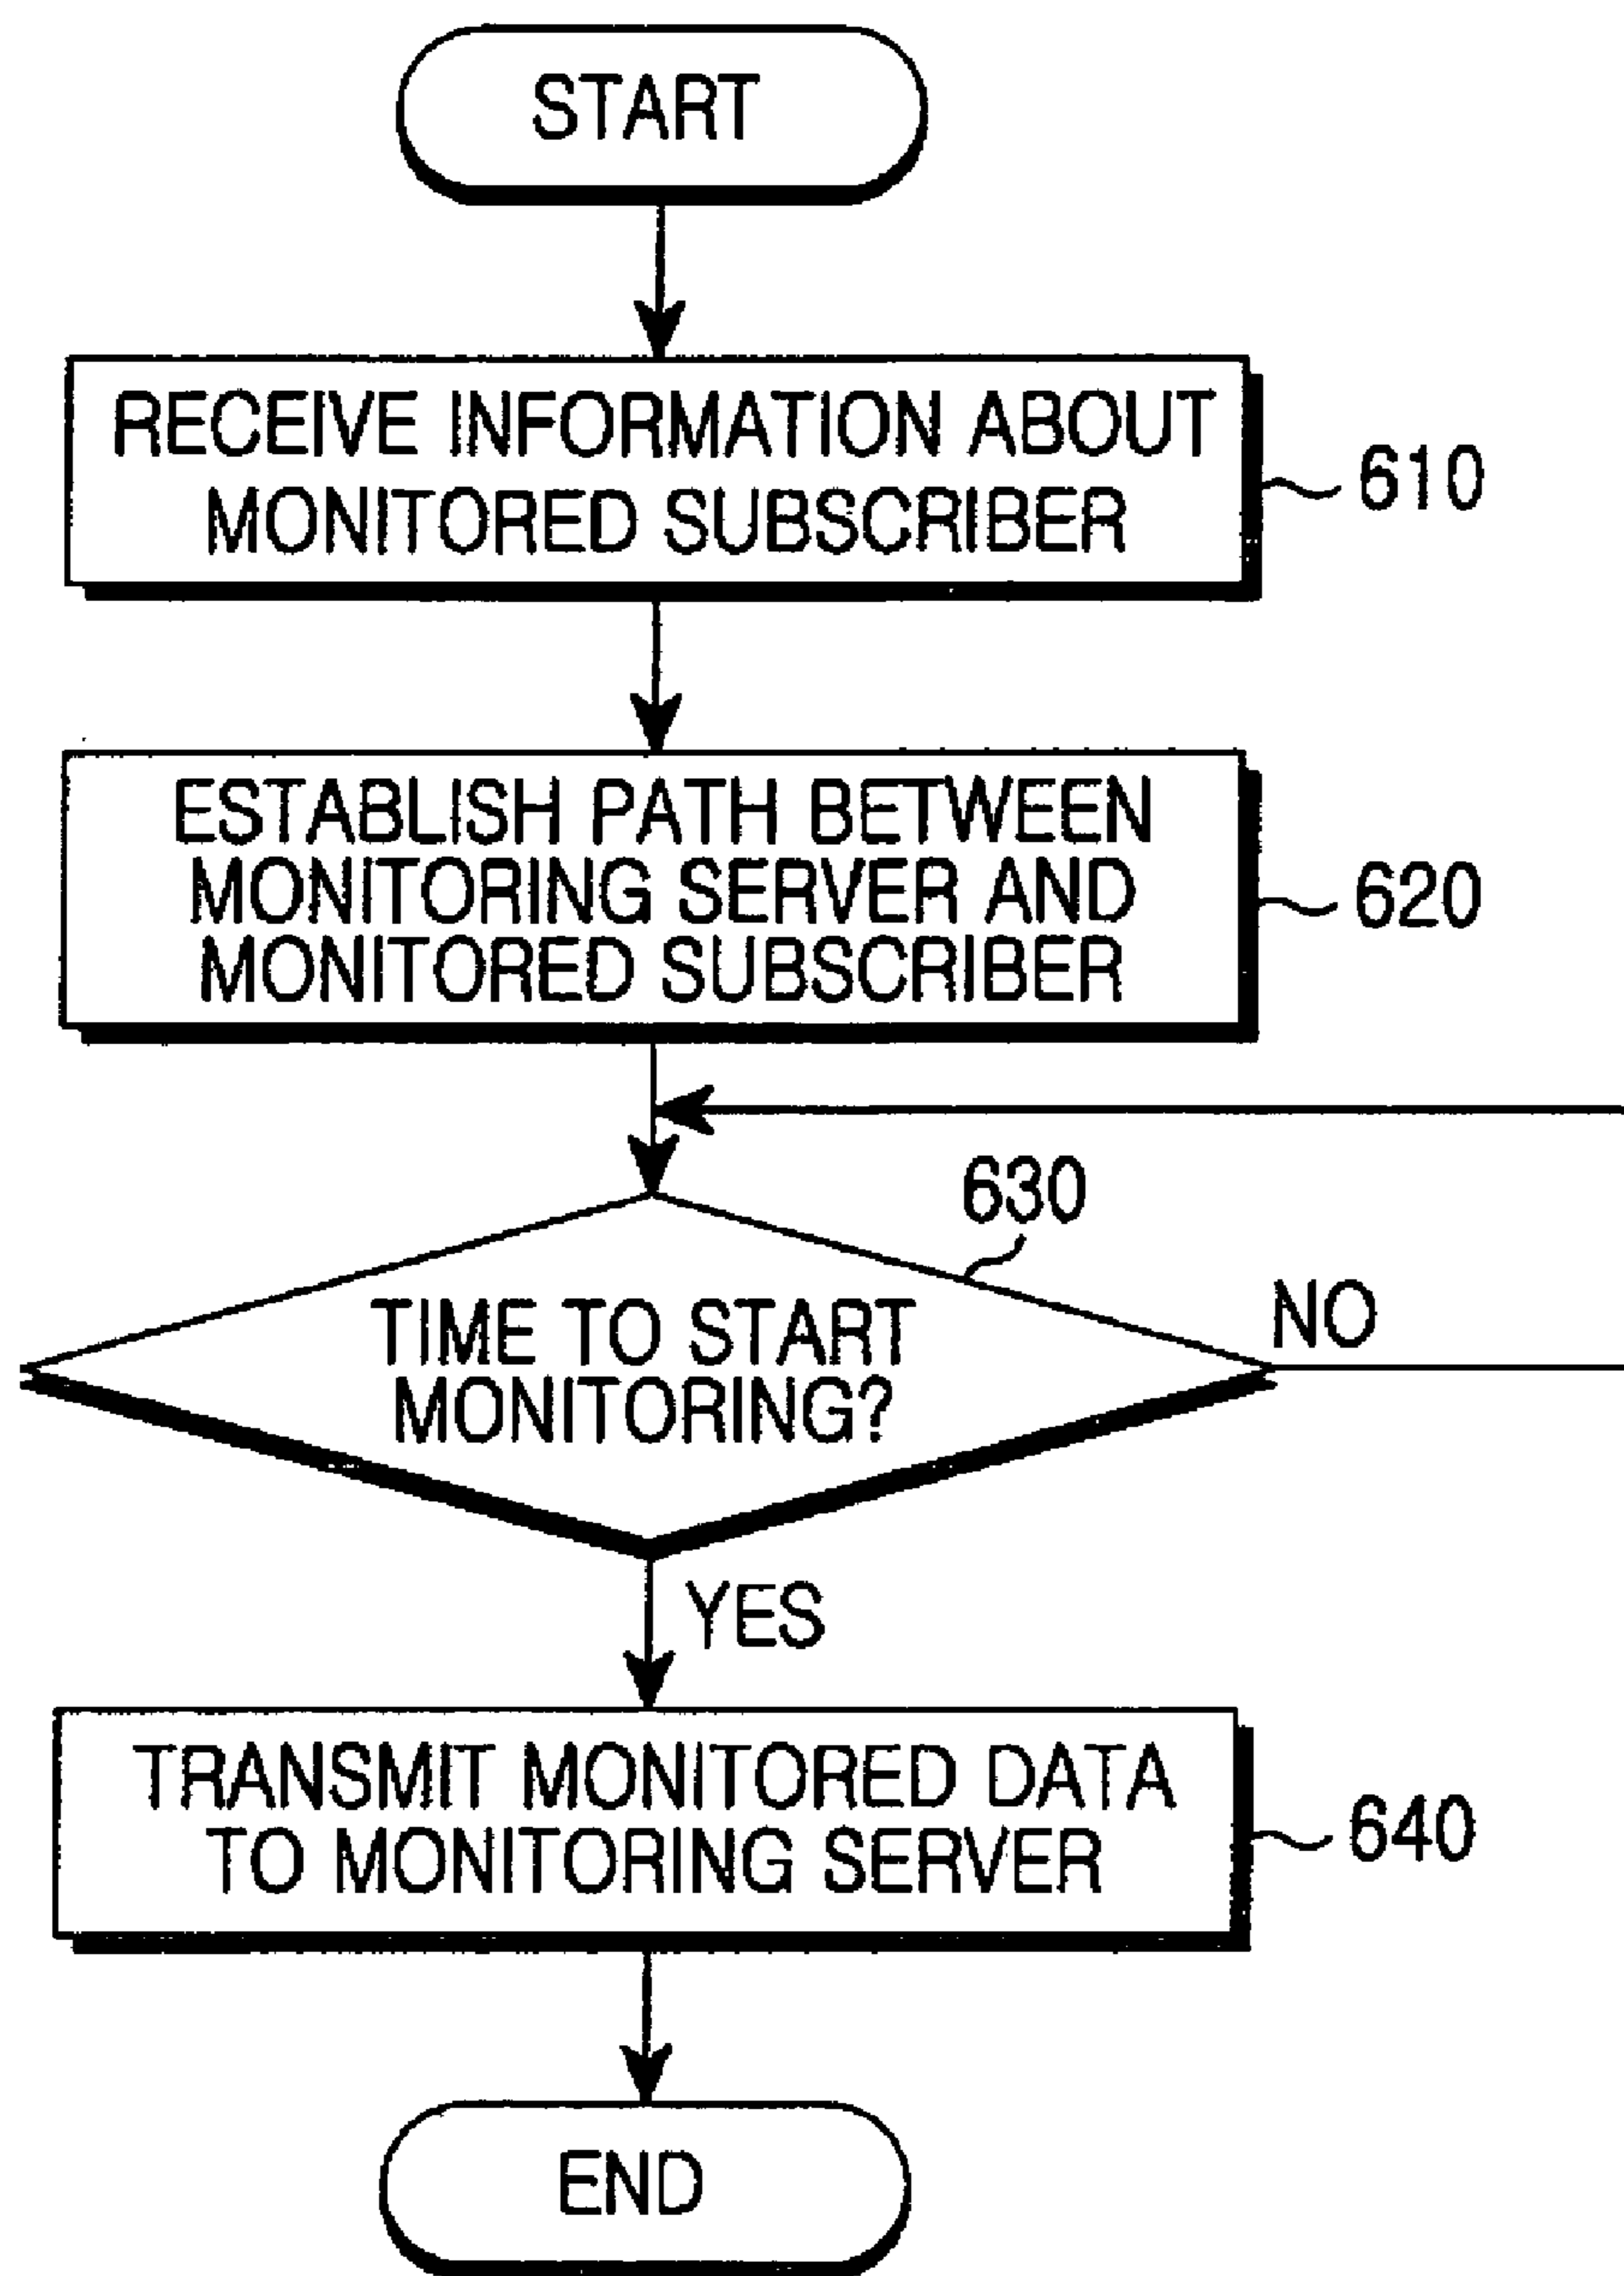 START
RECEIVE INFORMATION ABOUT
MONITORED SUBSCRIBER
610
ESTABLISH PATH BETWEEN
MONITORING SERVER AND
MONITORED SUBSCRIBER
620
630
TIME TO START
MONITORING?
NO
YES
TRANSMIT MONITORED DATA
TO MONITORING SERVER
640
END